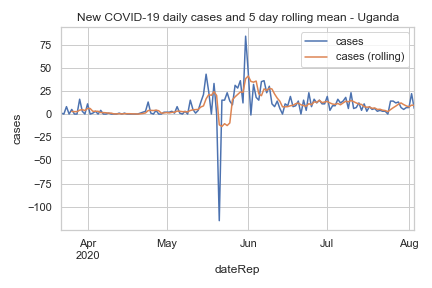 New COVID-19 daily cases and 5 day rolling mean - Uganda
cases
cases (rolling)
75
50
25
0
−25
−50
−75
−100
cases
Apr
2020
May
Jun
Jul
Aug
dateRep